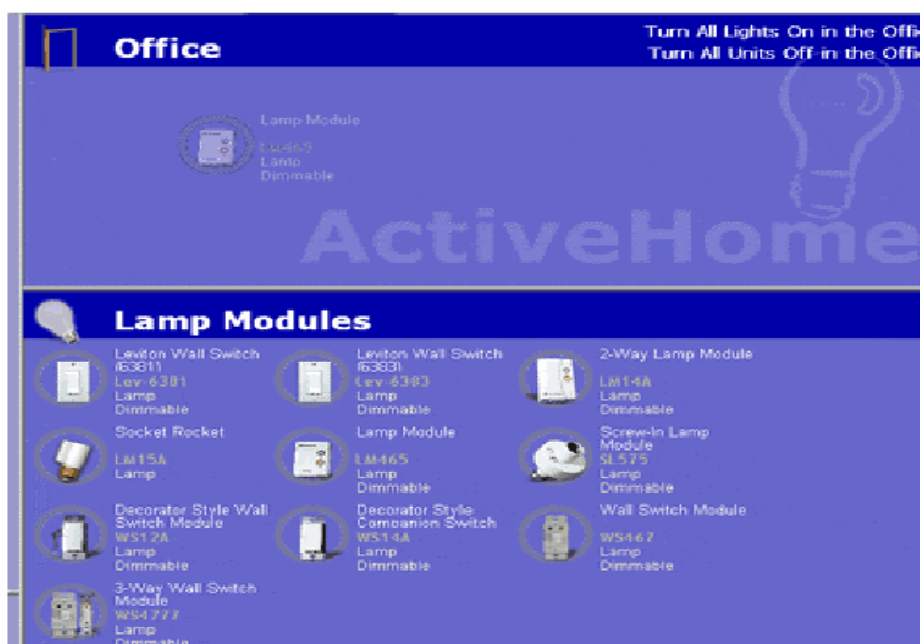 Office
Turn All Lights On in the Offi
Turn All Units Off in the Offi
Lamp Module
LM465
Lamp
Dimmable
ActiveHome
Lamp Modules
Leviton Wall Switch
(6381)
Lev-6381
Lamp
Dimmable
Leviton Wall Switch
(6383)
Lev-6383
Lamp
Dimmable
2-Way Lamp Module
LM14A
Lamp
Dimmable
Socket Rocket
LM15A
Lamp
Lamp Module
LM465
Lamp
Dimmable
Screw-In Lamp
Module
SL575
Lamp
Dimmable
Decorator Style Wall
Switch Module
WS12A
Lamp
Dimmable
Decorator Style
Companion Switch
WS14A
Lamp
Dimmable
Wall Switch Module
WS467
Lamp
Dimmable
3-Way Wall Switch
Module
WS4777
Lamp
Dimmable